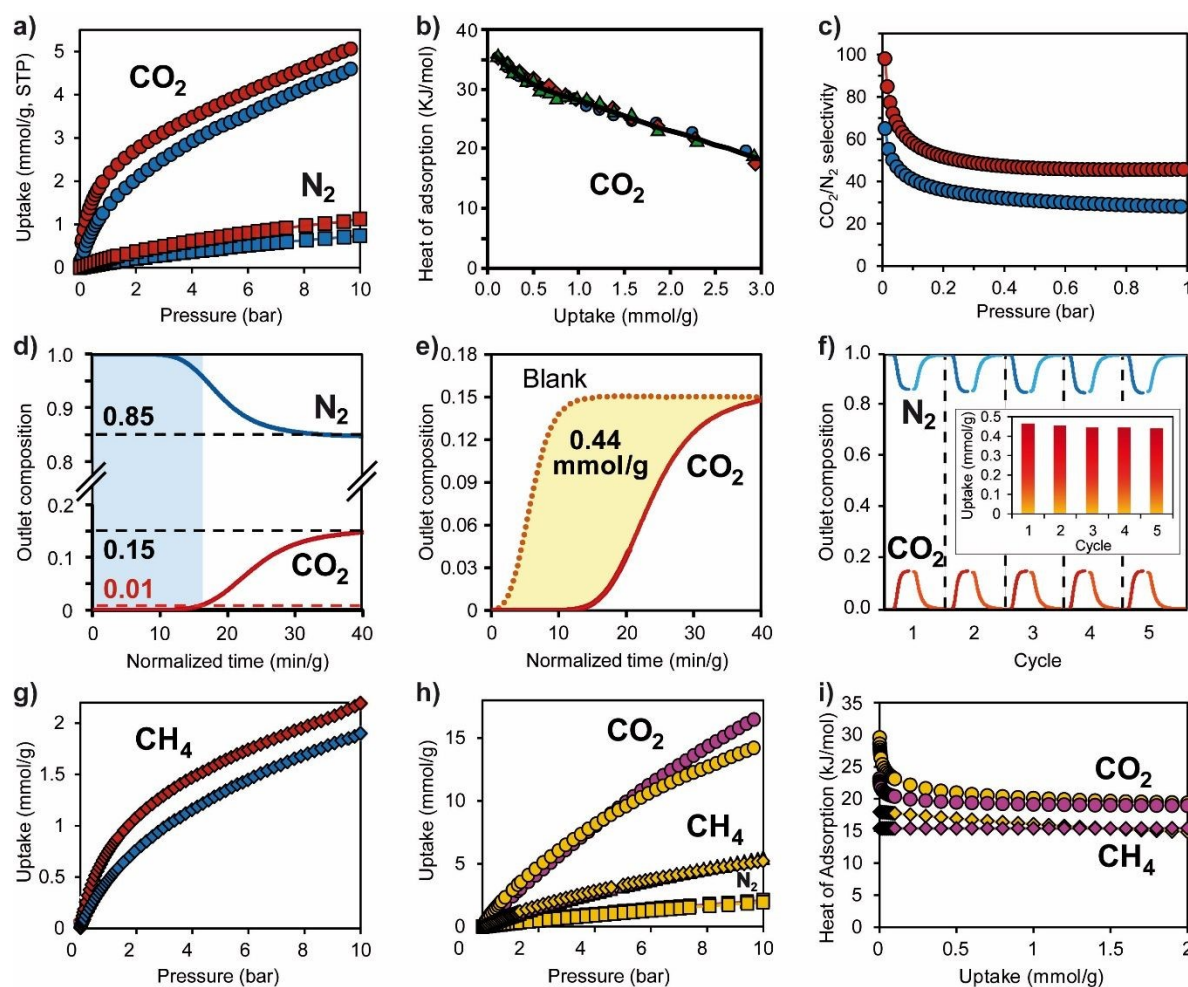 a)
CO2
N2
Uptake (mmol/g, STP)
5
4
3
2
1
0
0 2 4 6 8 10
Pressure (bar)
b)
CO2
Heat of adsorption (KJ/mol)
40
30
20
10
0
0.0 0.5 1.0 1.5 2.0 2.5 3.0
Uptake (mmol/g)
c)
CO2/N2 selectivity
100
80
60
40
20
0
0 0.2 0.4 0.6 0.8 1
Pressure (bar)
d)
N2
0.85
0.15
0.01
CO2
Outlet composition
1.0
0.9
0.8
0.2
0.1
0
0 10 20 30 40
Normalized time (min/g)
e)
Blank
0.44
mmol/g
CO2
Outlet composition
0.18
0.15
0.12
0.09
0.06
0.03
0
0 10 20 30 40
Normalized time (min/g)
f)
N2
CO2
Outlet composition
1.0
0.8
0.6
0.4
0.2
0.0
1 2 3 4 5
Cycle
Uptake (mmol/g)
0.5
0.4
0.3
0.2
0.1
0
1 2 3 4 5
Cycle
g)
CH4
Uptake (mmol/g)
2
1.5
1
0.5
0
0 2 4 6 8 10
Pressure (bar)
h)
CO2
CH4
N2
Uptake (mmol/g)
15
10
5
0
0 2 4 6 8 10
Pressure (bar)
i)
CO2
CH4
Heat of Adsorption (kJ/mol)
35
30
25
20
15
10
5
0
0 0.5 1 1.5 2
Uptake (mmol/g)